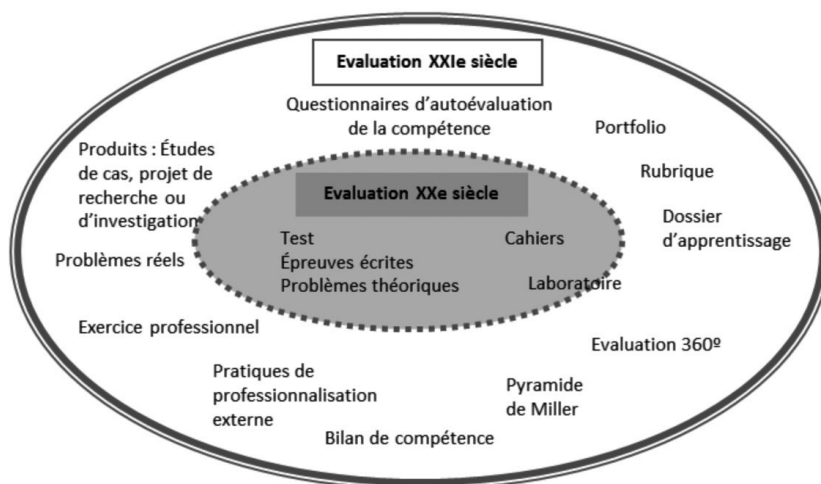 Evaluation XXIe siècle
Questionnaires d'autoévaluation
de la compétence
Portfolio
Produits : Études
de cas, projet de
recherche ou
d'investigation
Rubrique
Evaluation XXe siècle
Dossier
d'apprentissage
Test
Cahiers
Épreuves écrites
Problèmes théoriques
Laboratoire
Problèmes réels
Exercice professionnel
Evaluation 360º
Pratiques de
professionnalisation
externe
Pyramide
de Miller
Bilan de compétence